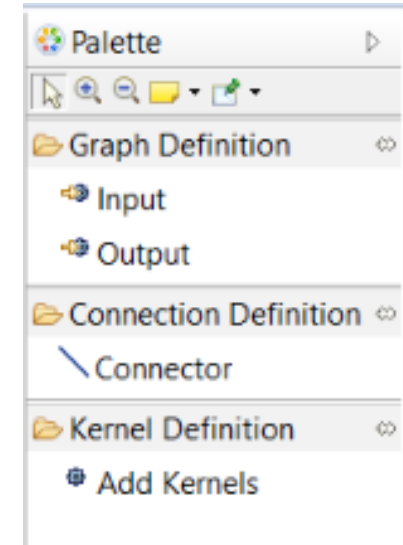 Palette
Graph Definition
Input
Output
Connection Definition
Connector
Kernel Definition
Add Kernels